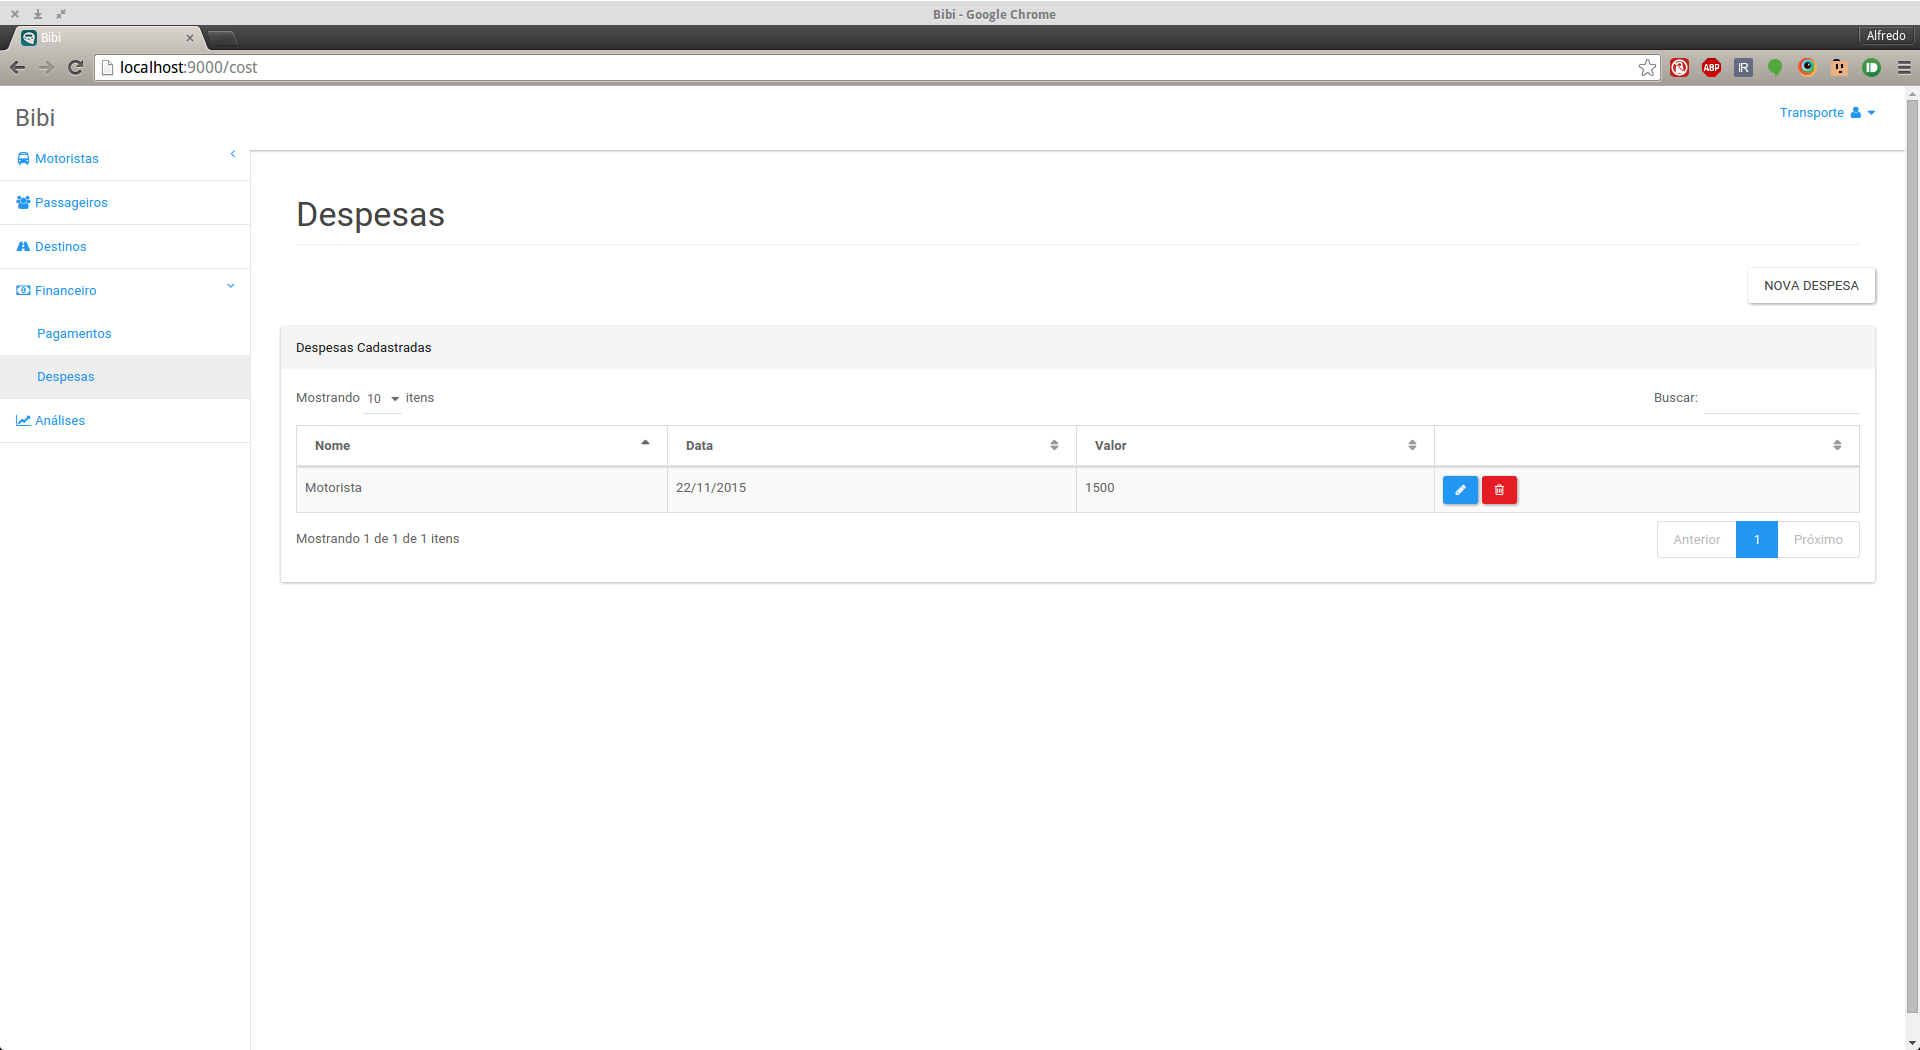 Bibi - Google Chrome
Bibi
Alfredo
localhost:9000/cost
ABP
Bibi
Transporte
Motoristas
Passageiros
Destinos
Financeiro
Pagamentos
Despesas
Análises
Despesas
NOVA DESPESA
Despesas Cadastradas
Mostrando 10 itens
Buscar:
Nome Data Valor
Motorista 22/11/2015 1500
Mostrando 1 de 1 de 1 itens
Anterior 1 Próximo